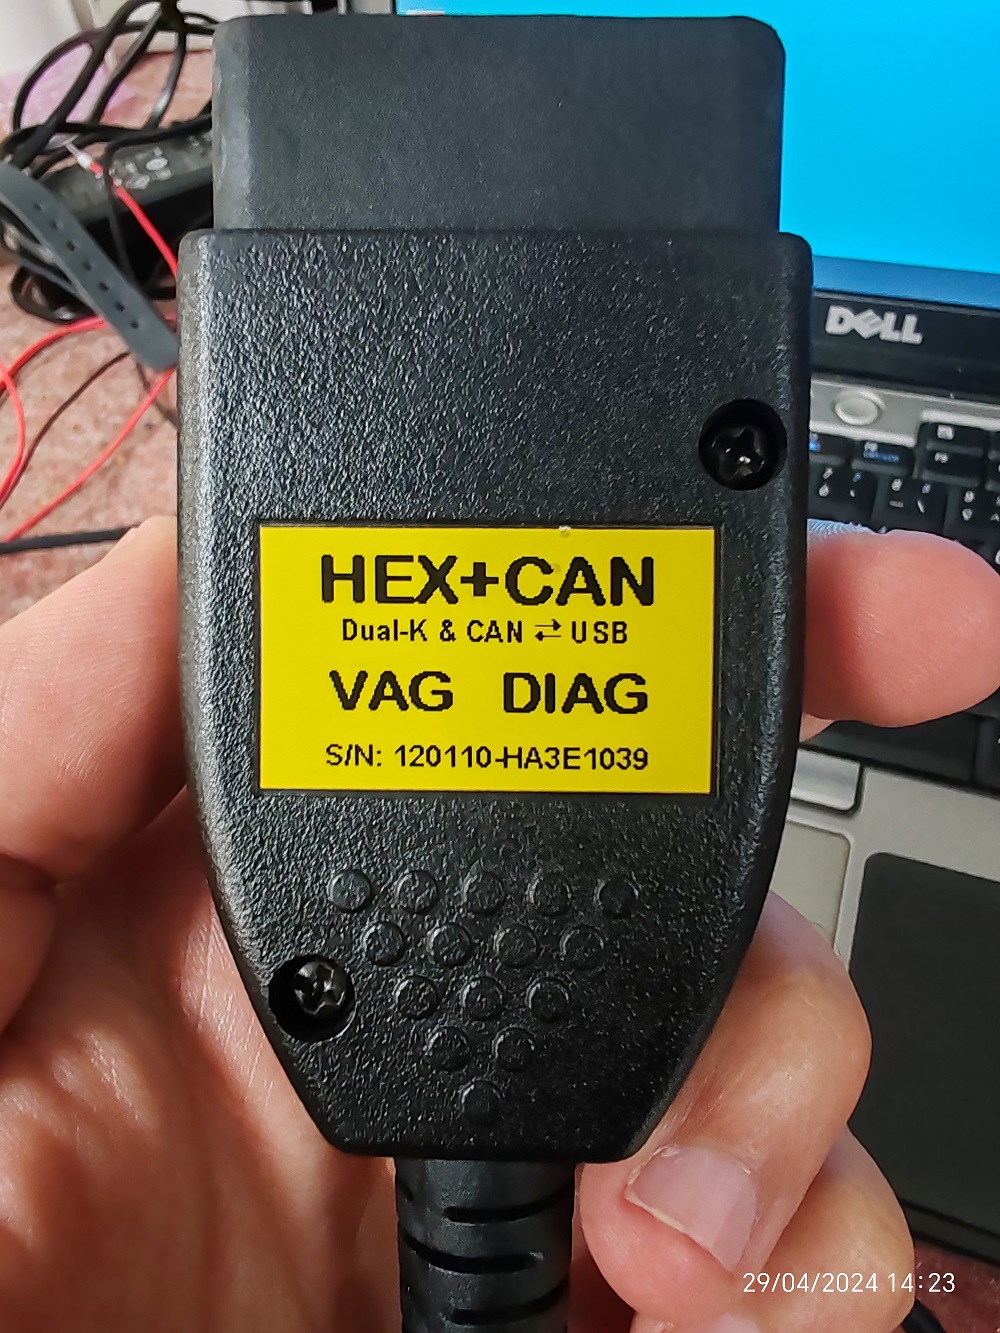 DELL
HEX+CAN
Dual-K & CAN ⇄ USB
VAG DIAG
S/N: 120110-HA3E1039
29/04/2024 14:23